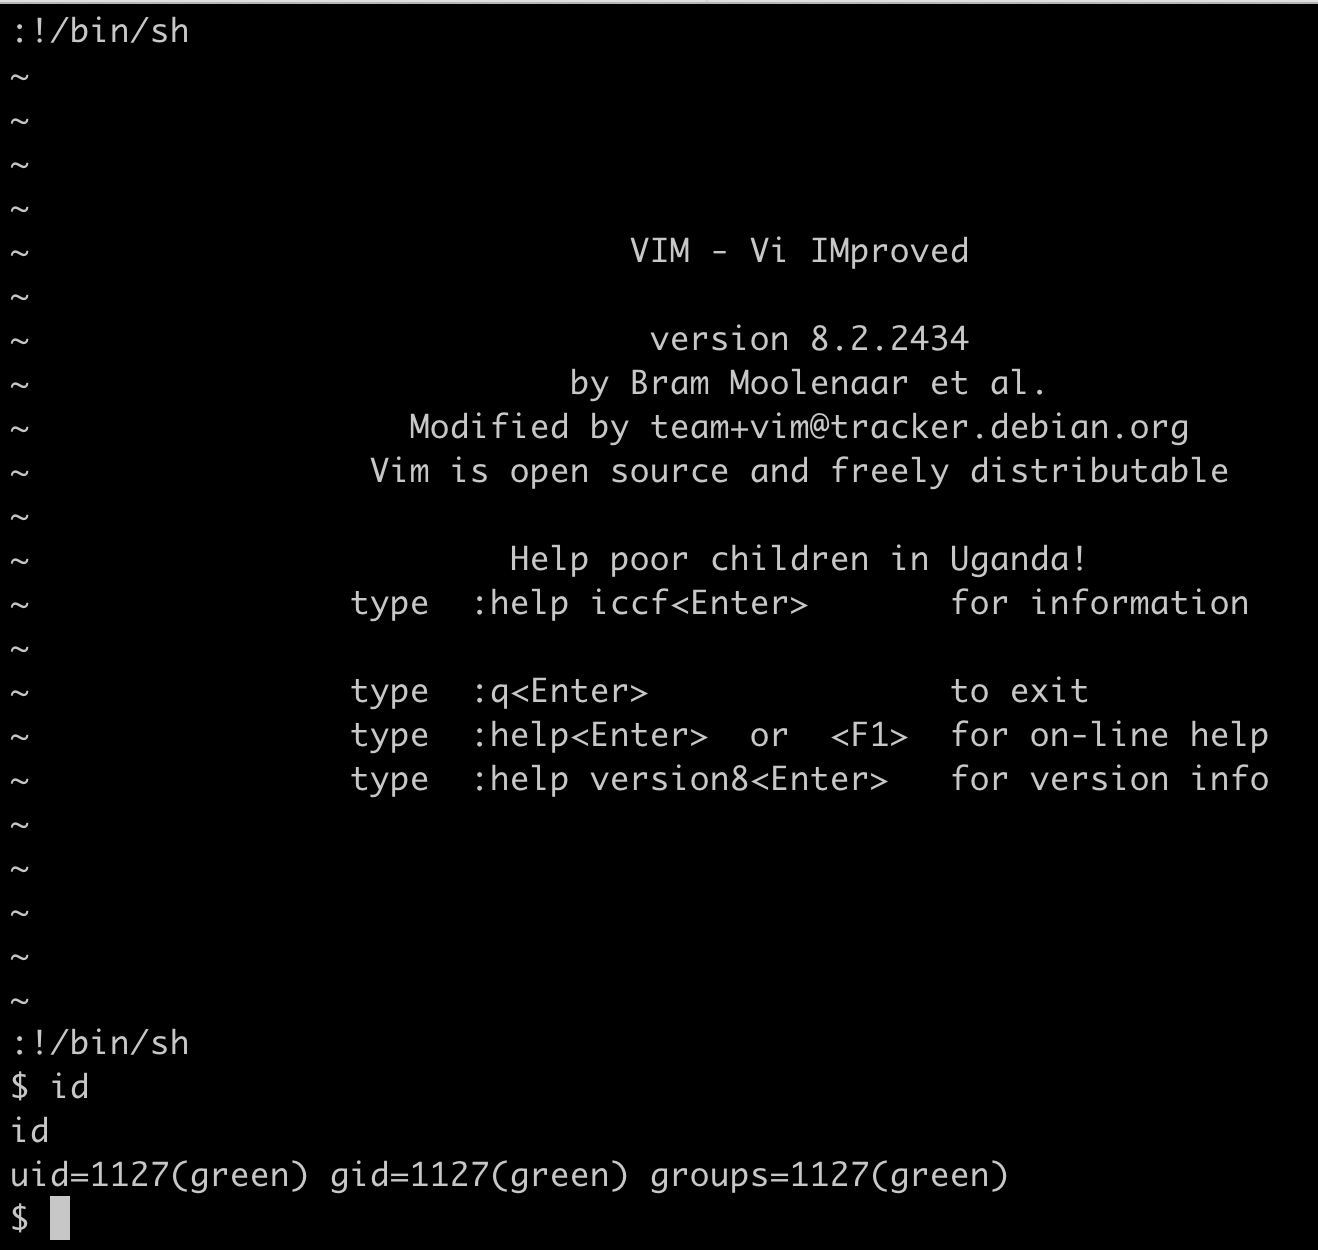 :!/bin/sh
~
~
~
~
~ VIM - Vi IMproved
~
~ version 8.2.2434
~ by Bram Moolenaar et al.
~ Modified by team+vim@tracker.debian.org
~ Vim is open source and freely distributable
~
~ Help poor children in Uganda!
~ type :help iccf<Enter> for information
~
~ type :q<Enter> to exit
~ type :help<Enter> or <F1> for on-line help
~ type :help version8<Enter> for version info
~
~
~
~
~
:!/bin/sh
$ id
id
uid=1127(green) gid=1127(green) groups=1127(green)
$